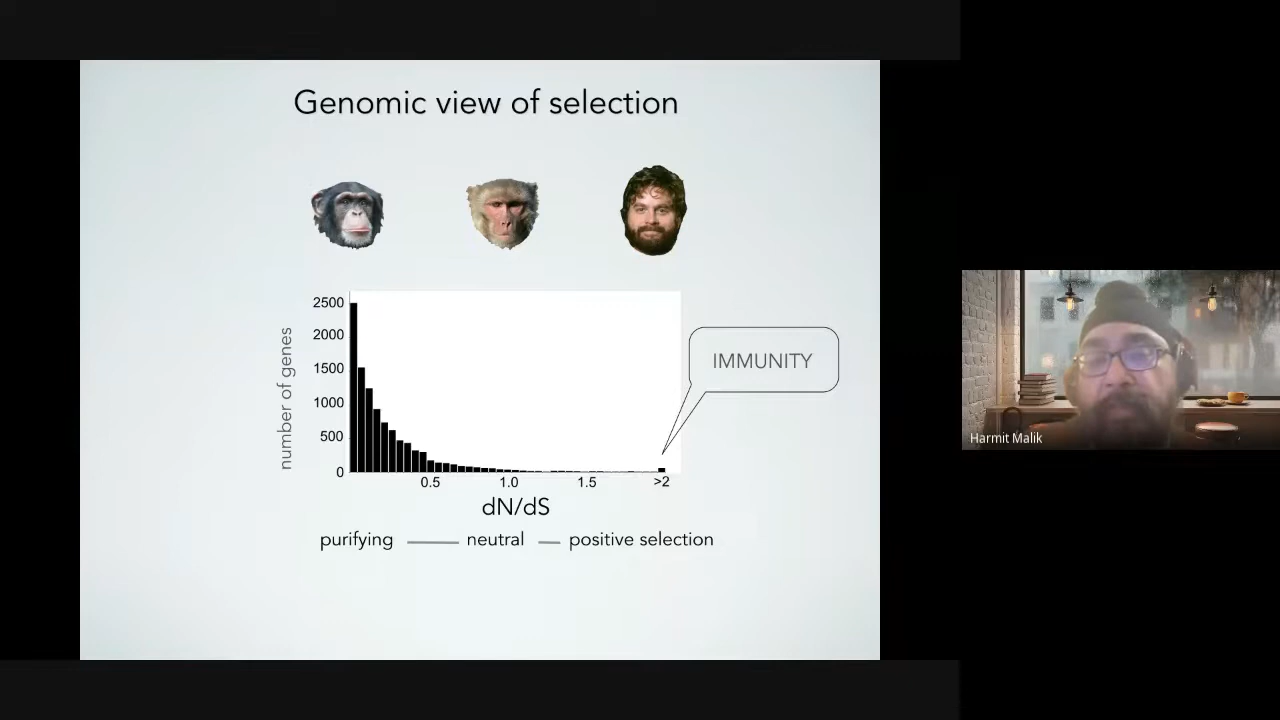 Genomic view of selection
2500
2000
1500
1000
500
0
number of genes
0.5 1.0 1.5 >2
dN/dS
purifying neutral positive selection
IMMUNITY
Harmit Malik